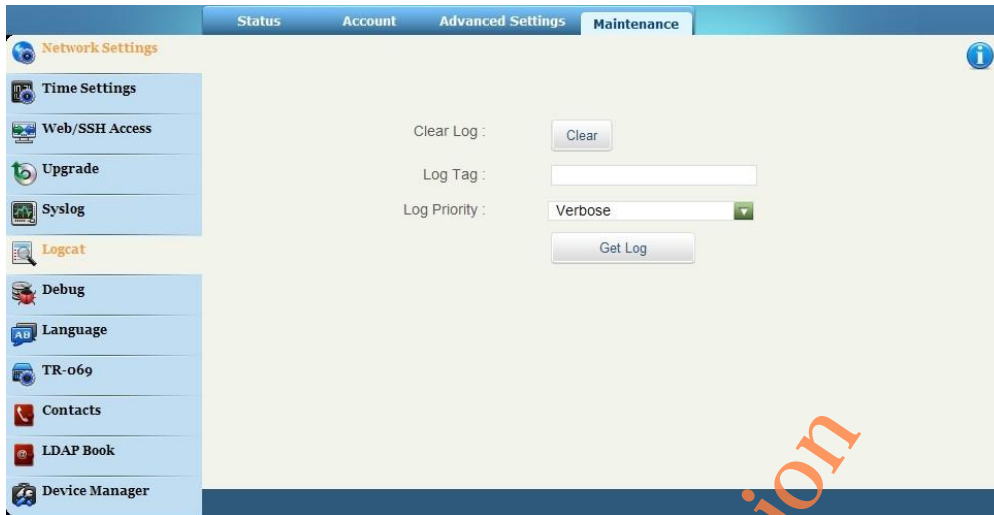 Status Account Advanced Settings Maintenance
Network Settings
Time Settings
Web/SSH Access
Upgrade
Syslog
Logcat
Debug
Language
TR-069
Contacts
LDAP Book
Device Manager
Clear Log : Clear
Log Tag :
Log Priority : Verbose
Get Log